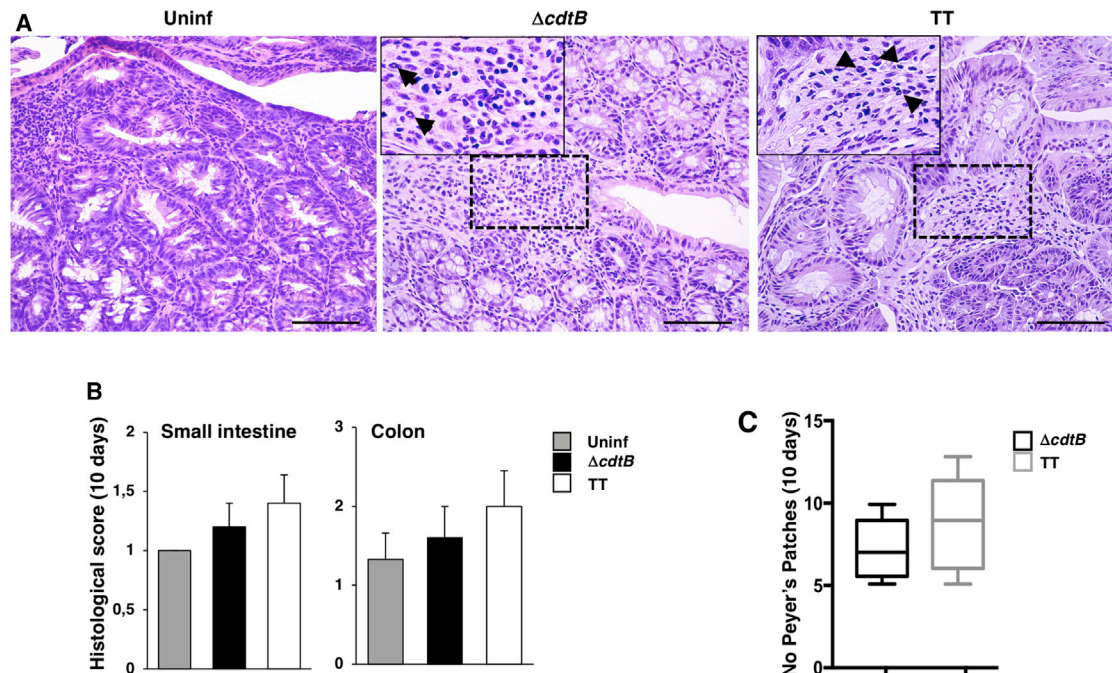 A
Uninf
ΔcdtB
TT
B
Histological score (10 days)
Small intestine
2
1,5
1
0,5
0
Colon
3
2
1
0
Uninf
ΔcdtB
TT
C
No Peyer's Patches (10 days)
15
10
5
0
ΔcdtB
TT